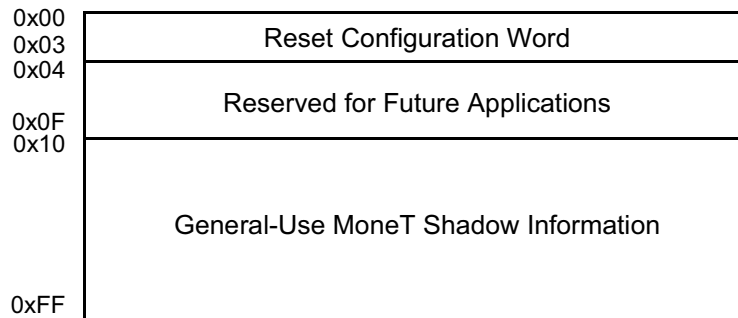 0x00
Reset Configuration Word
0x03
0x04
Reserved for Future Applications
0x0F
0x10
General-Use MoneT Shadow Information
0xFF